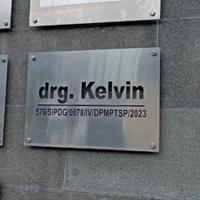 drg. Kelvin
570/SIPDG/0078/IV/DPMPTSP/2023